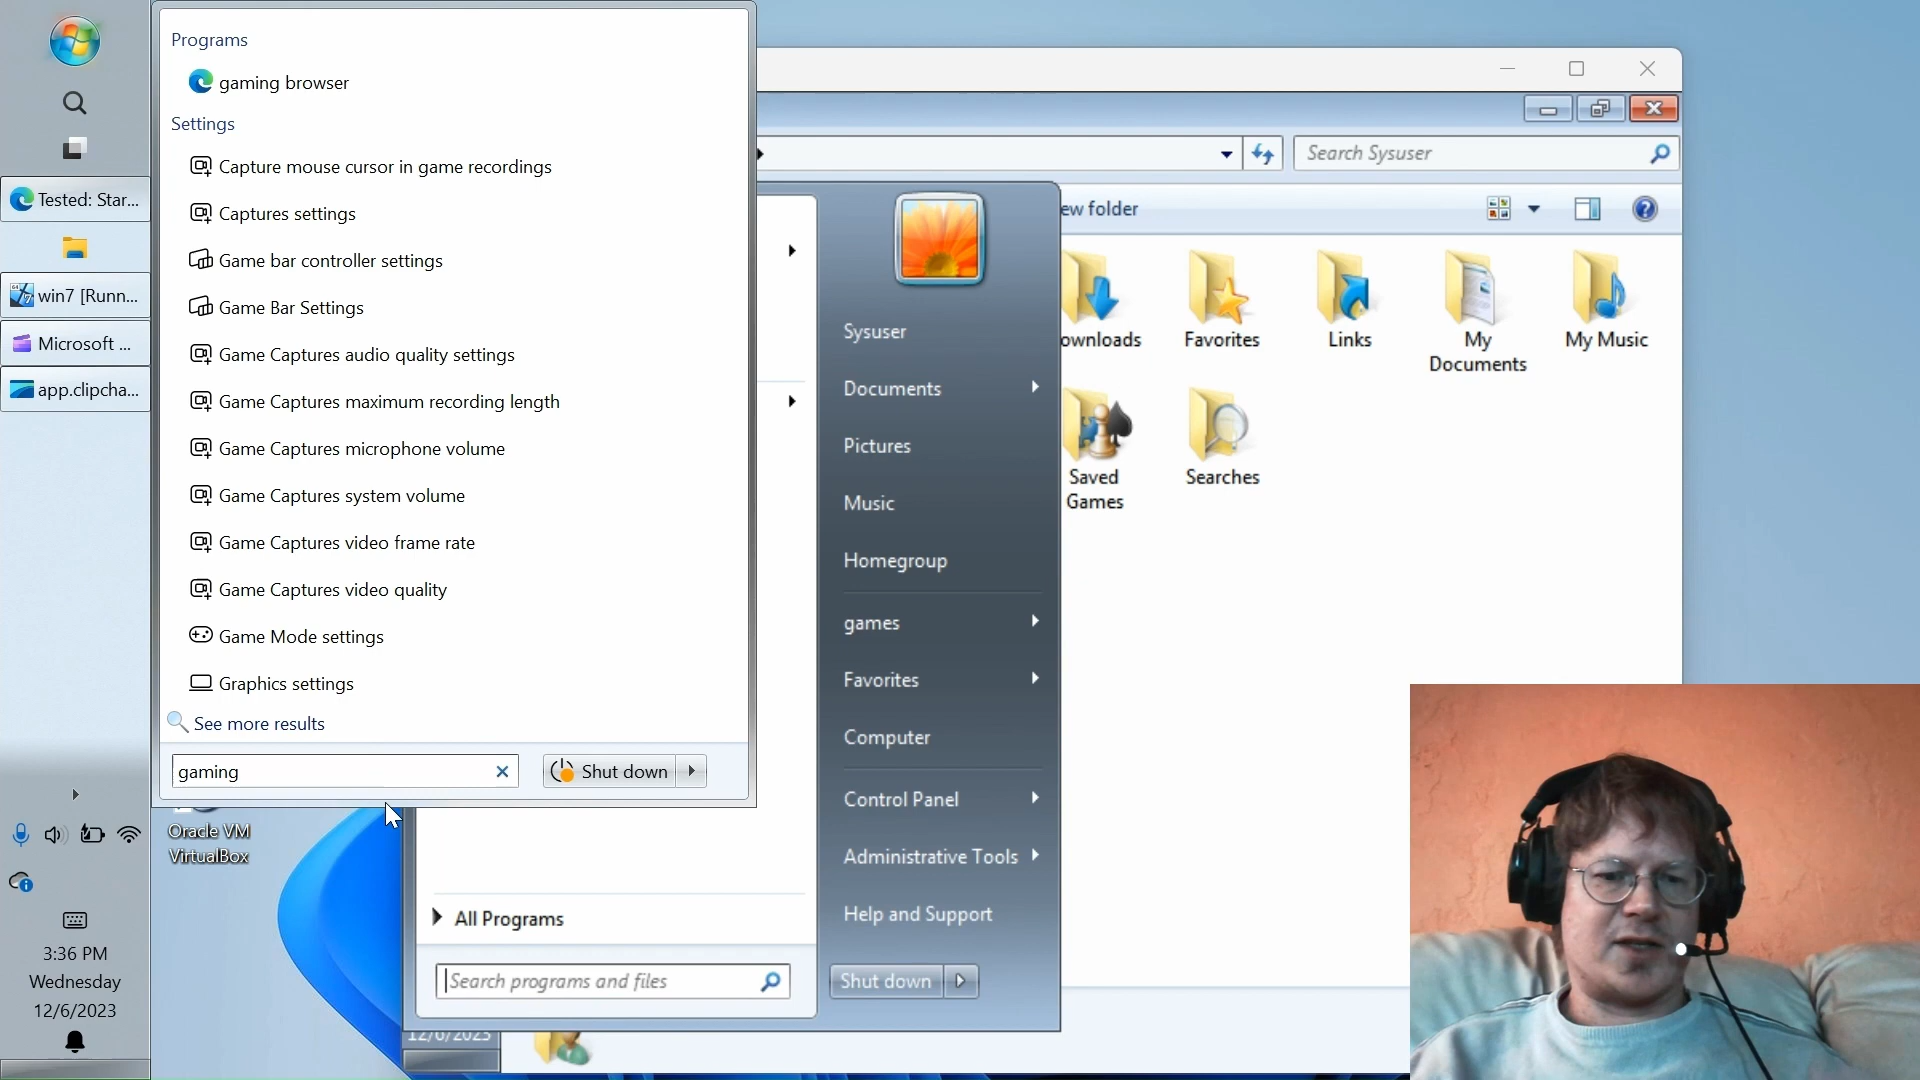 Programs
gaming browser
Settings
Capture mouse cursor in game recordings
Captures settings
Game bar controller settings
Game Bar Settings
Game Captures audio quality settings
Game Captures maximum recording length
Game Captures microphone volume
Game Captures system volume
Game Captures video frame rate
Game Captures video quality
Game Mode settings
Graphics settings
See more results
gaming
Shut down
Tested: Star...
win7 [Runn...
Microsoft ...
app.clipcha...
3:36 PM
Wednesday
12/6/2023
Oracle VM
VirtualBox
Search Sysuser
ew folder
ownloads
Favorites
Links
My
Documents
My Music
Saved
Games
Searches
Sysuser
Documents
Pictures
Music
Homegroup
games
Favorites
Computer
Control Panel
Administrative Tools
Help and Support
Shut down
All Programs
Search programs and files
12/6/2023